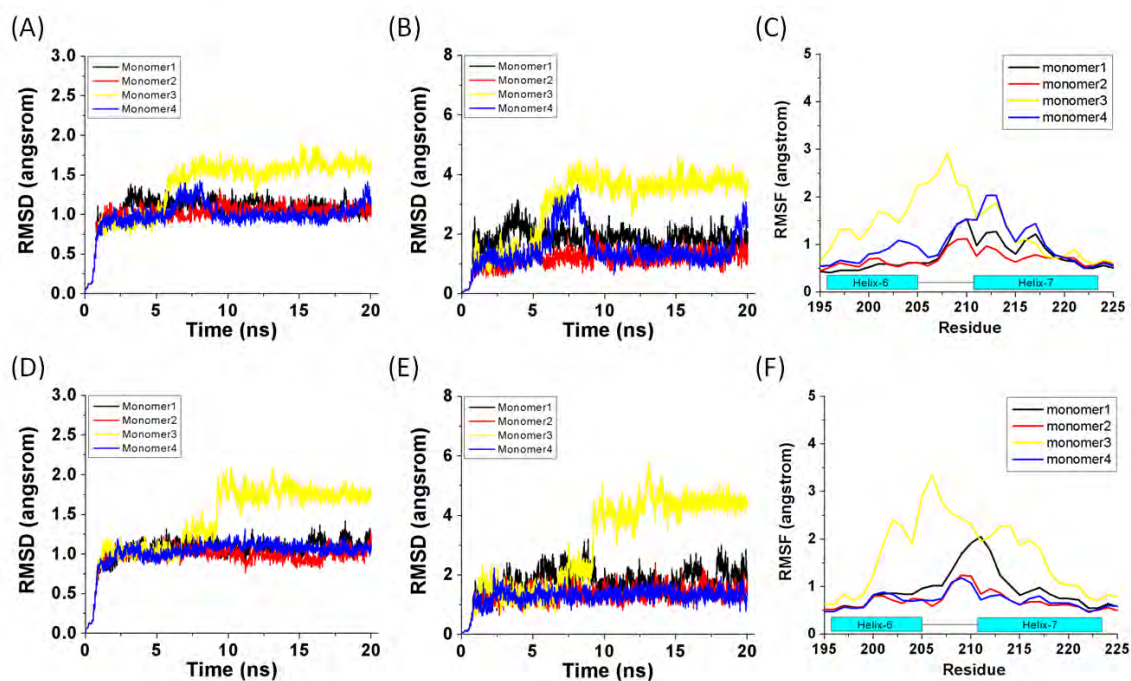 (A)
RMSD (angsrom)
3.0
2.5
2.0
1.5
1.0
0.5
0.0
Monomer1
Monomer2
Monomer3
Monomer4
0 5 10 15 20
Time (ns)
(B)
RMSD (angsrom)
8
6
4
2
0
Monomer1
Monomer2
Monomer3
Monomer4
0 5 10 15 20
Time (ns)
(C)
RMSF (angstrom)
5
4
3
2
1
0
monomer1
monomer2
monomer3
monomer4
Helix-6 Helix-7
195 200 205 210 215 220 225
Residue
(D)
RMSD (angsrom)
3.0
2.5
2.0
1.5
1.0
0.5
0.0
Monomer1
Monomer2
Monomer3
Monomer4
0 5 10 15 20
Time (ns)
(E)
RMSD (angsrom)
8
6
4
2
0
Monomer1
Monomer2
Monomer3
Monomer4
0 5 10 15 20
Time (ns)
(F)
RMSF (angstrom)
5
4
3
2
1
0
monomer1
monomer2
monomer3
monomer4
Helix-6 Helix-7
195 200 205 210 215 220 225
Residue